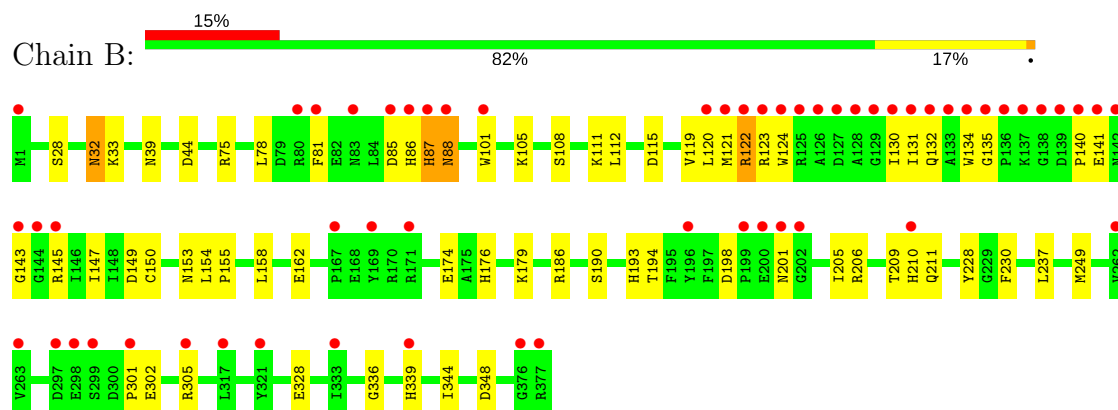 15%
Chain B:
82% 17% •
M1 S28 N32 K33 N39 D44 R75 L78 D79 R80 F81 E82 N83 L84 D85 H86 H87 N88 W101 K105 S108 K111 L112 D115 V119 L120 M121 R122 R123 W124 R125 A126 D127 A128 G129 I130 I131 Q132 A133 W134 G135 P136 K137 G138 D139 P140 E141 N142
G143 G144 R145 I146 I147 I148 D149 C150 N153 L154 P155 L158 E162 P167 E168 Y169 R170 R171 E174 A175 H176 K179 R186 S190 H193 T194 F195 Y196 F197 D198 P199 E200 N201 G202 I205 R206 T209 H210 Q211 Y228 G229 F230 L237 M249 V262
V263 D297 E298 S299 D300 P301 E302 R305 L317 Y321 E328 I333 G336 H339 I344 D348 G376 R377